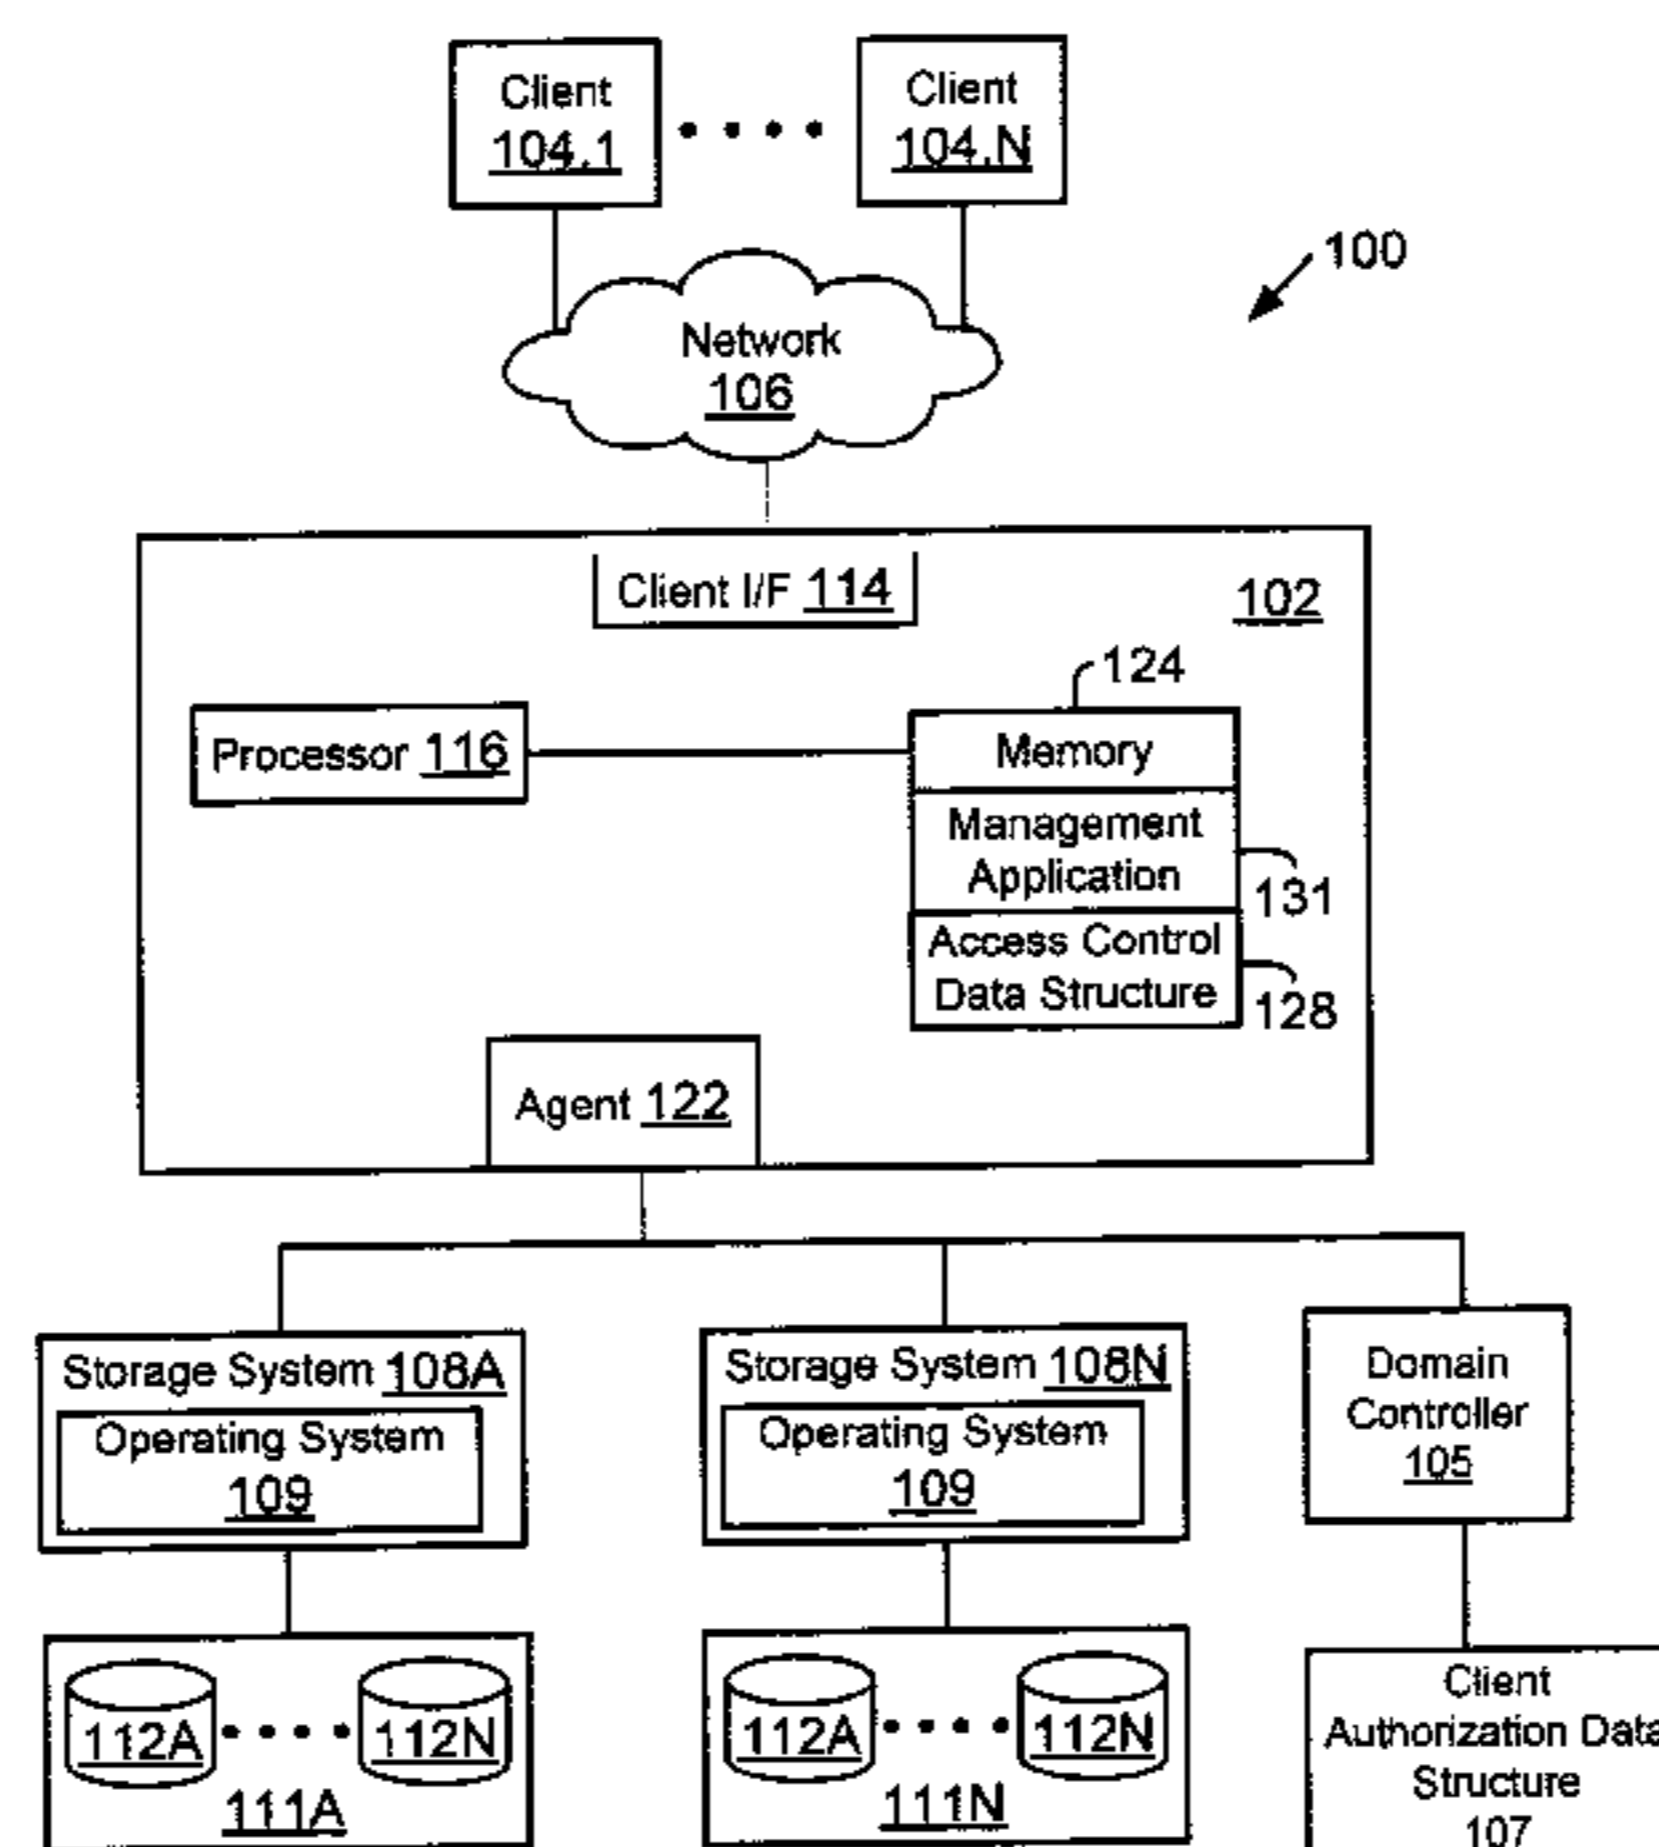 Client
104.1
Client
104.N
100
Network
106
Client I/F 114
102
124
Processor 116
Memory
Management
Application
131
Access Control
Data Structure
128
Agent 122
Storage System 108A
Operating System
109
Storage System 108N
Operating System
109
Domain
Controller
105
112A
112N
111A
112A
112N
111N
Client
Authorization Data
Structure
107